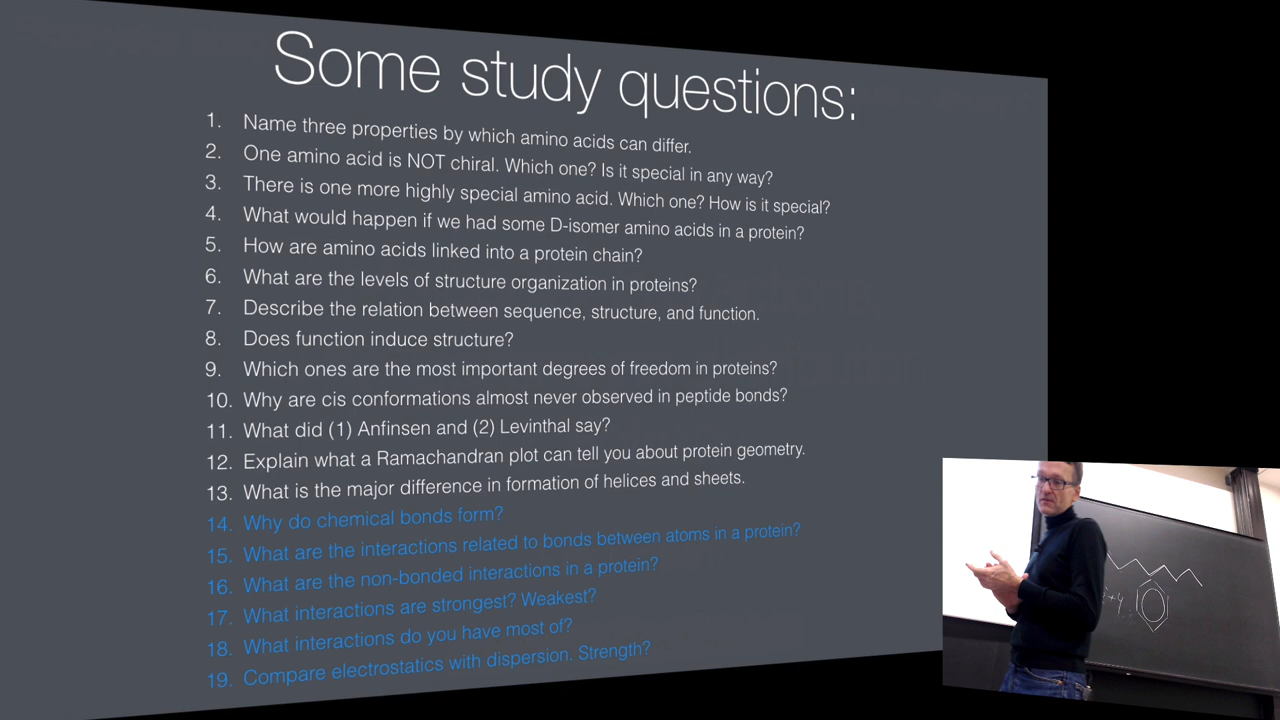 Some study questions:
1. Name three properties by which amino acids can differ.
2. One amino acid is NOT chiral. Which one? Is it special in any way?
3. There is one more highly special amino acid. Which one? How is it special?
4. What would happen if we had some D-isomer amino acids in a protein?
5. How are amino acids linked into a protein chain?
6. What are the levels of structure organization in proteins?
7. Describe the relation between sequence, structure, and function.
8. Does function induce structure?
9. Which ones are the most important degrees of freedom in proteins?
10. Why are cis conformations almost never observed in peptide bonds?
11. What did (1) Anfinsen and (2) Levinthal say?
12. Explain what a Ramachandran plot can tell you about protein geometry.
13. What is the major difference in formation of helices and sheets.
14. Why do chemical bonds form?
15. What are the interactions related to bonds between atoms in a protein?
16. What are the non-bonded interactions in a protein?
17. What interactions are strongest? Weakest?
18. What interactions do you have most of?
19. Compare electrostatics with dispersion. Strength?